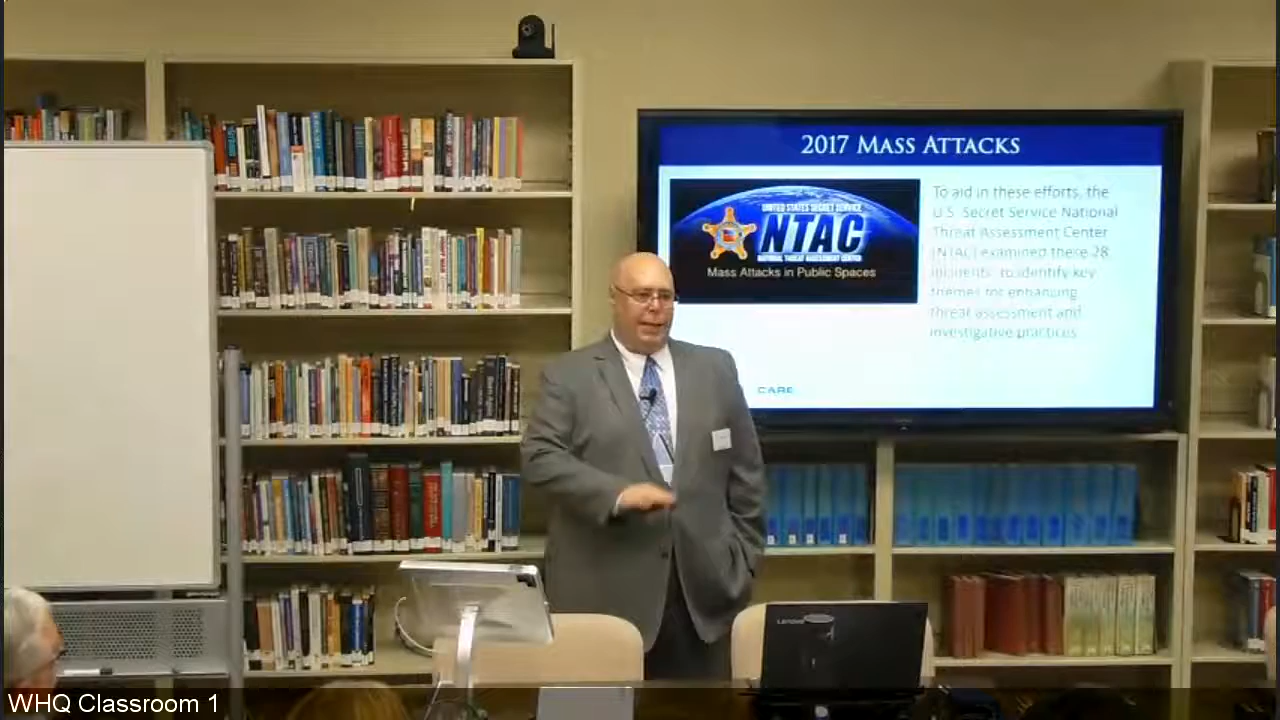 2017 MASS ATTACKS
UNITED STATES SECRET SERVICE
NTAC
NATIONAL THREAT ASSESSMENT CENTER
Mass Attacks in Public Spaces
To aid in these efforts, the
U.S. Secret Service National
Threat Assessment Center
(NTAC) examined these 28
incidents to identify key
themes for enhancing
threat assessment and
investigative practices
CARE
lenovo
WHQ Classroom 1